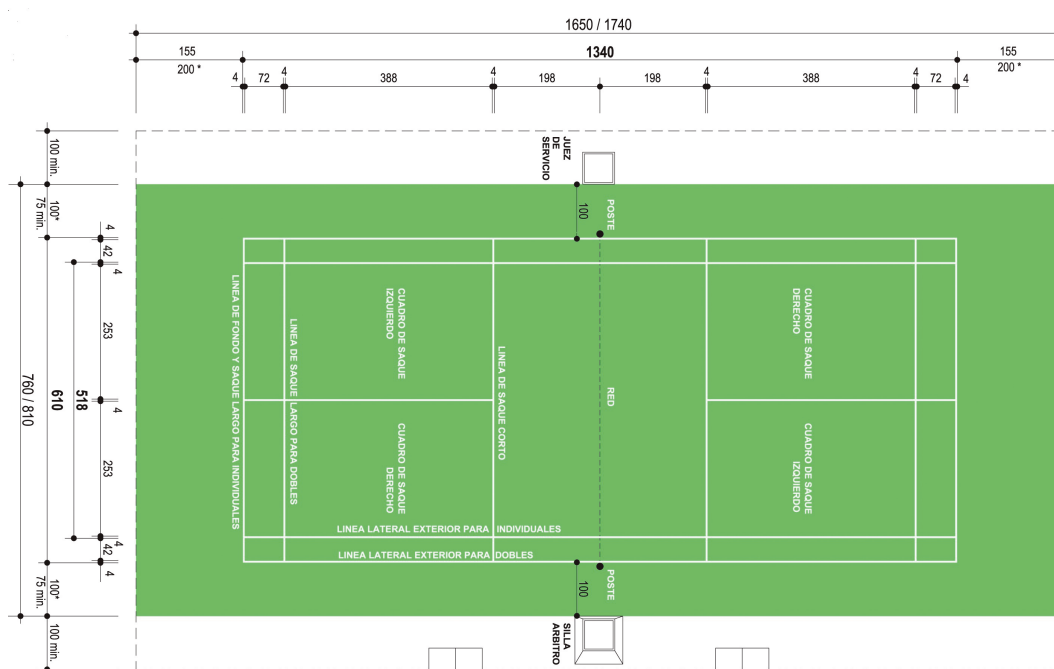 1650 / 1740
155
1340
155
200 *
200 *
4
72
4
388
4
198
198
4
388
4
72
4
JUEZ
DE
SERVICIO
100 min.
100*
75 min.
4
42
4
253
4
253
4
42
4
100*
75 min.
100 min.
518
610
760 / 810
100
POSTE
LINEA DE FONDO Y SAQUE LARGO PARA INDIVIDUALES
LINEA DE SAQUE LARGO PARA DOBLES
CUADRO DE SAQUE
IZQUIERDO
CUADRO DE SAQUE
DERECHO
LINEA DE SAQUE CORTO
RED
CUADRO DE SAQUE
DERECHO
CUADRO DE SAQUE
IZQUIERDO
LINEA LATERAL EXTERIOR PARA INDIVIDUALES
LINEA LATERAL EXTERIOR PARA DOBLES
100
POSTE
SILLA
ARBITRO